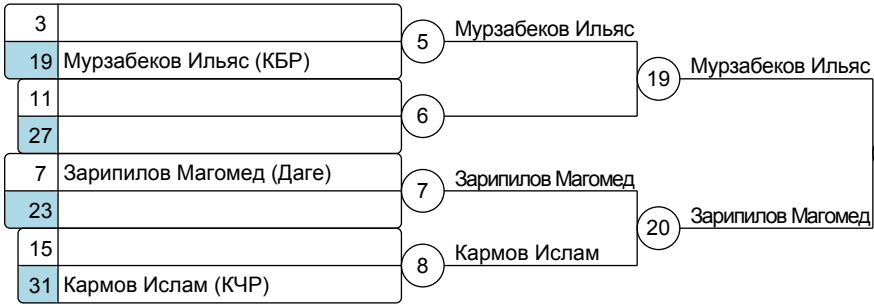 3
19 Мурзабеков Ильяс (КБР)
11
27
7 Зарипилов Магомед (Даге)
23
15
31 Кармов Ислам (КЧР)
5 Мурзабеков Ильяс
6
7 Зарипилов Магомед
8 Кармов Ислам
19 Мурзабеков Ильяс
20 Зарипилов Магомед